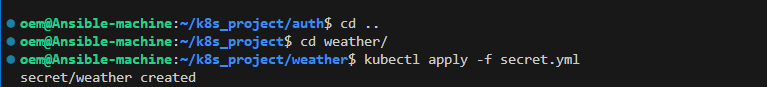 oem@Ansible-machine:~/k8s_project/auth$ cd ..
oem@Ansible-machine:~/k8s_project$ cd weather/
oem@Ansible-machine:~/k8s_project/weather$ kubectl apply -f secret.yml
secret/weather created